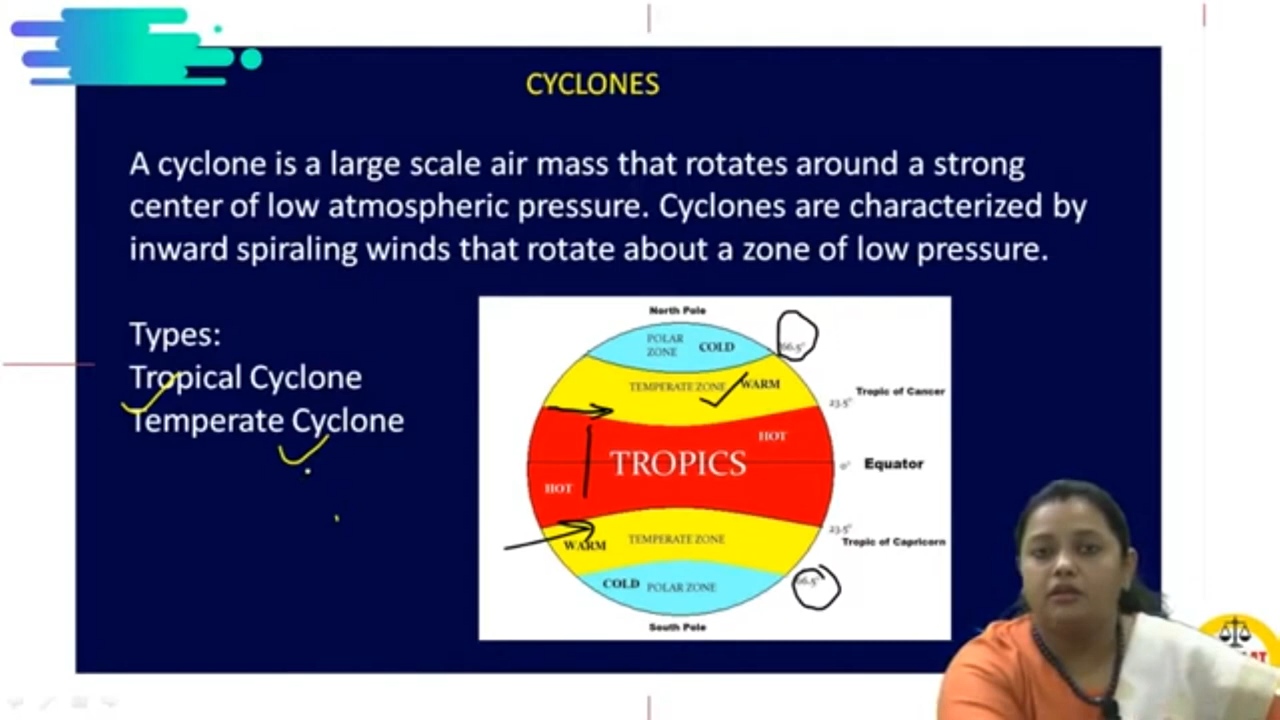 CYCLONES
A cyclone is a large scale air mass that rotates around a strong
center of low atmospheric pressure. Cyclones are characterized by
inward spiraling winds that rotate about a zone of low pressure.
Types:
Tropical Cyclone
Temperate Cyclone
North Pole
POLAR
ZONE
COLD
66.5°
TEMPERATE ZONE
WARM
Tropic of Cancer
23.5°
HOT
TROPICS
0°
Equator
HOT
23.5°
Tropic of Capricorn
WARM
TEMPERATE ZONE
66.5°
COLD
POLAR ZONE
South Pole